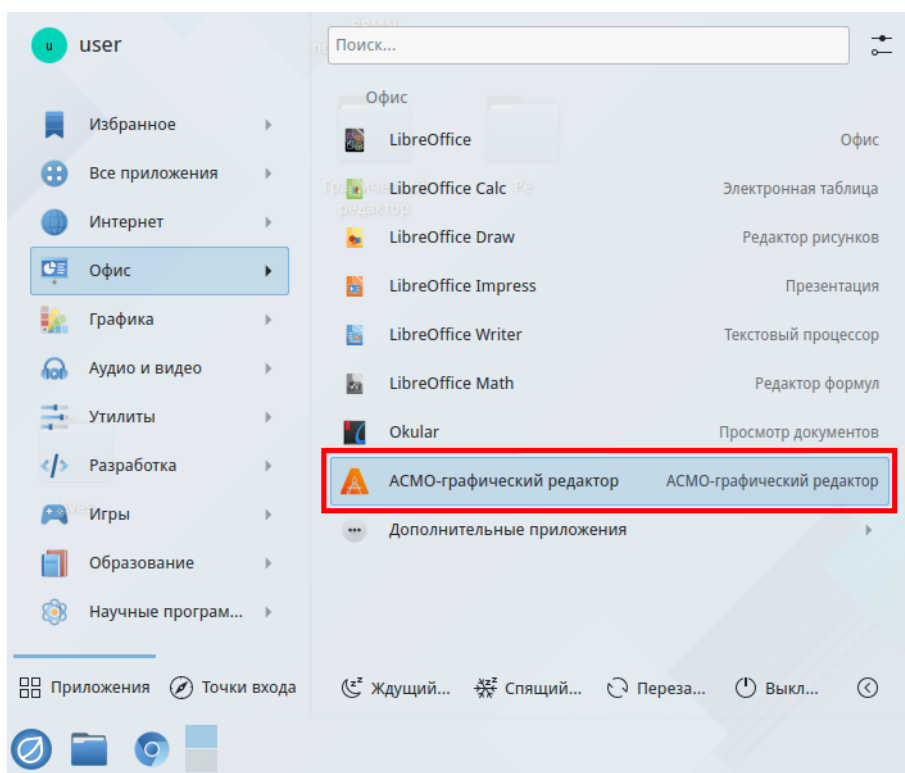 u user
Поиск...
Избранное
Все приложения
Интернет
Офис
Графика
Аудио и видео
Утилиты
Разработка
Игры
Образование
Научные програм...
Офис
LibreOffice Офис
LibreOffice Calc Электронная таблица
LibreOffice Draw Редактор рисунков
LibreOffice Impress Презентация
LibreOffice Writer Текстовый процессор
LibreOffice Math Редактор формул
Okular Просмотр документов
АСМО-графический редактор АСМО-графический редактор
Дополнительные приложения
Приложения Точки входа Ждущий... Спящий... Переза... Выкл...